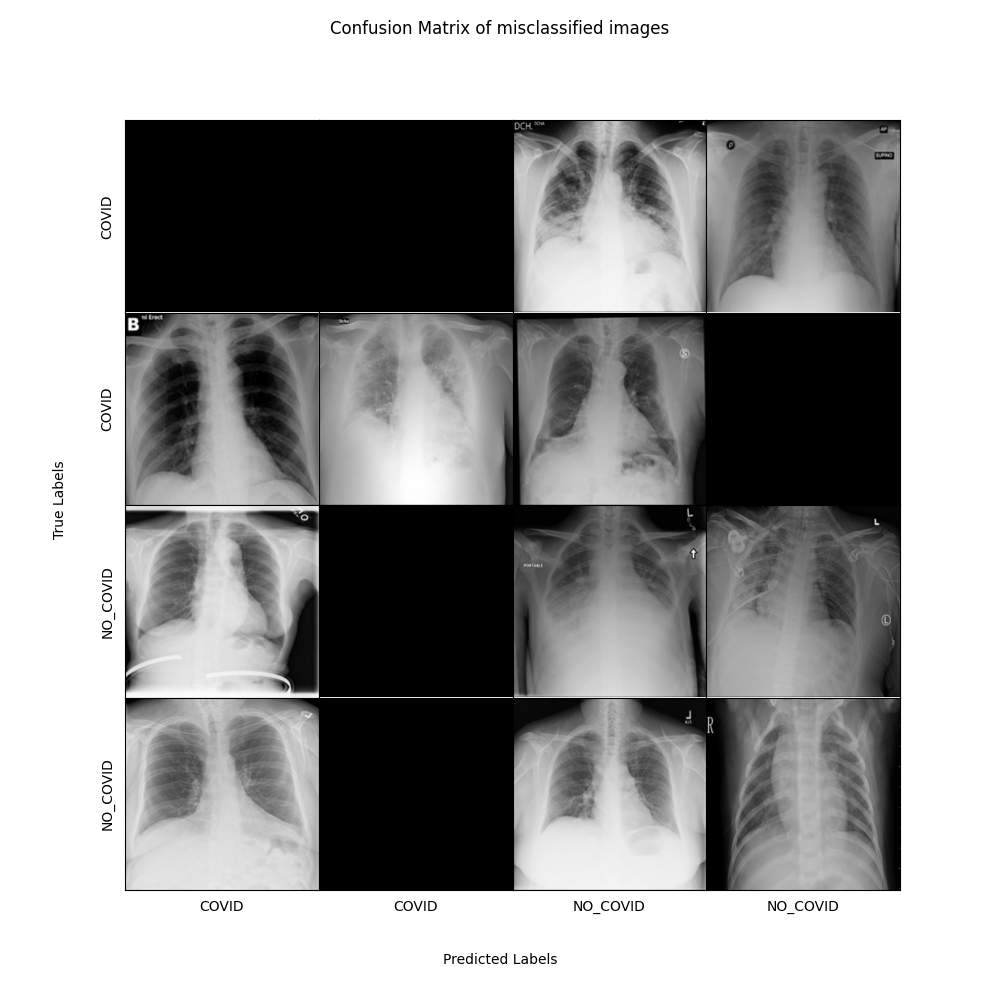 Confusion Matrix of misclassified images
DCH.
COVID
SUPINO
B
COVID
True Labels
L
PORTABLE
L
NO_COVID
L
R
NO_COVID
COVID
COVID
NO_COVID
NO_COVID
Predicted Labels